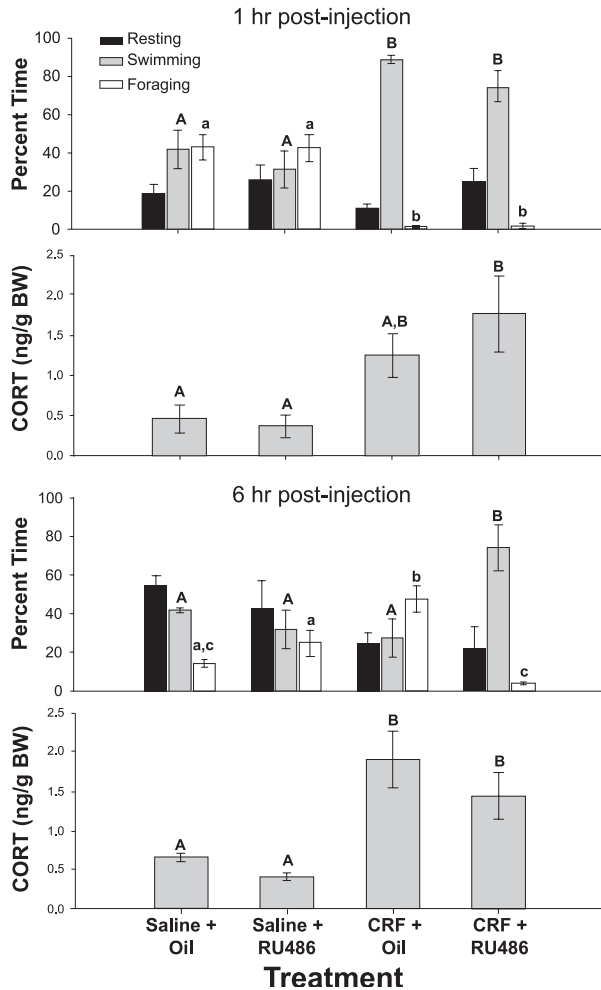 1 hr post-injection
Resting
Swimming
Foraging
Percent Time
100
80
60
40
20
0
A a A a B b B b
CORT (ng/g BW)
2.5
2.0
1.5
1.0
0.5
0.0
A A A,B B
6 hr post-injection
Percent Time
100
80
60
40
20
0
A a,c A a A b B c
CORT (ng/g BW)
2.5
2.0
1.5
1.0
0.5
0.0
A A B B
Saline + Saline + CRF + CRF +
Oil RU486 Oil RU486
Treatment